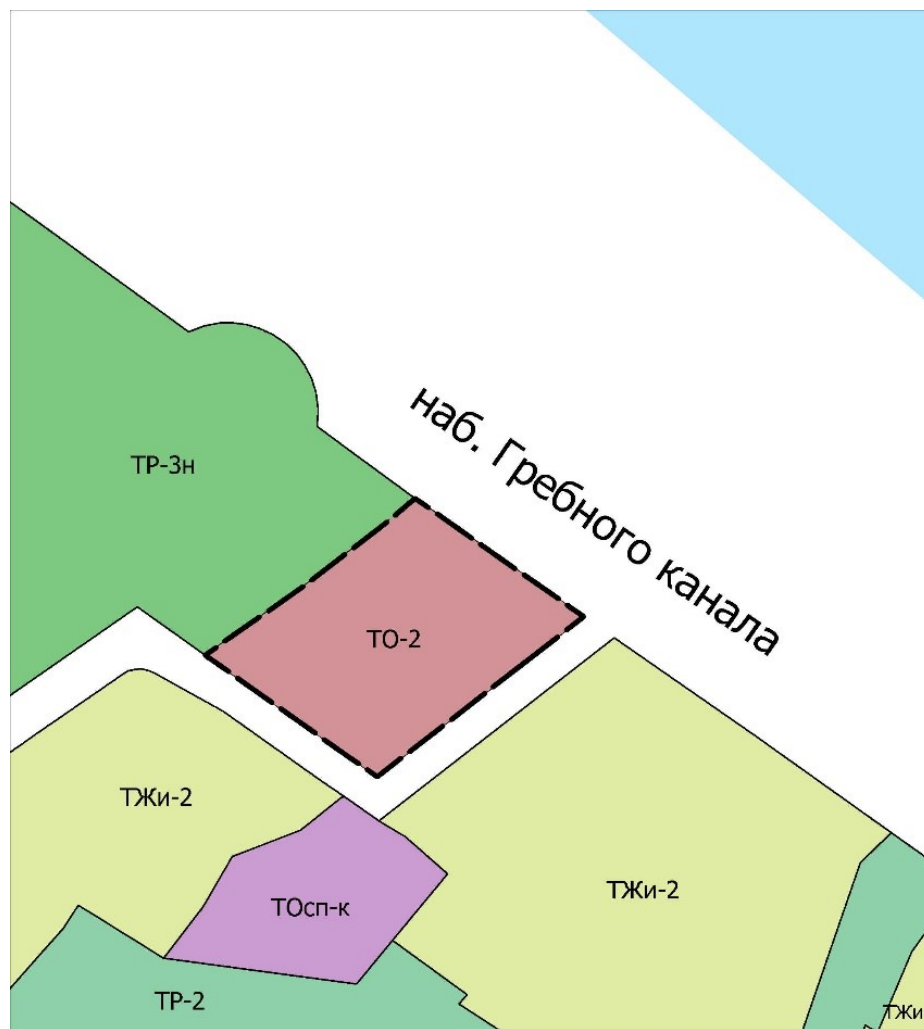 наб. Гребного канала
ТР-3н
ТО-2
ТЖи-2
ТЖи-2
ТОсп-к
ТР-2
ТЖи